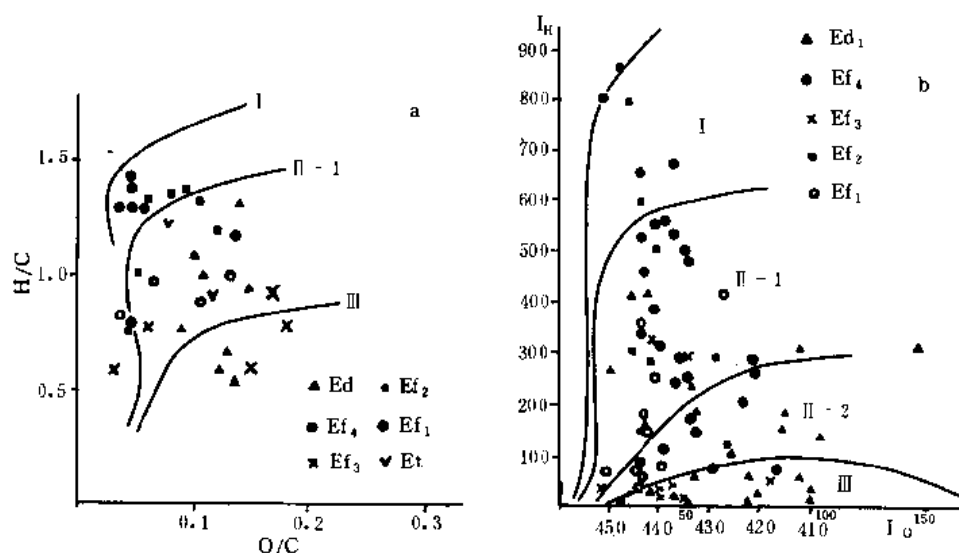 a
I
II - 1
III
H/C
1.5
1.0
0.5
0.1
0.2
0.3
O/C
Ed
Ef₂
Ef₄
Ef₁
Ef₃
Et
b
I_H
900
800
700
600
500
400
300
200
100
Ed₁
Ef₄
Ef₃
Ef₂
Ef₁
I
II - 1
II - 2
III
450
440
50
430
420
410
100
I_O
150